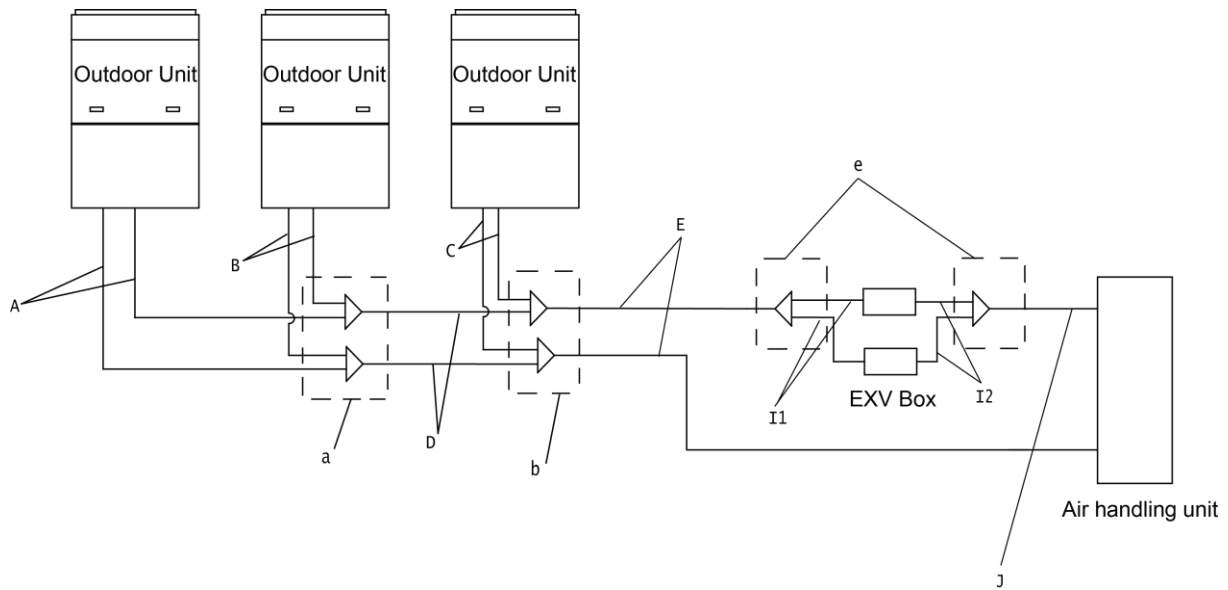 Outdoor Unit
Outdoor Unit
Outdoor Unit
e
E
C
B
A
EXV Box
I1
I2
a
D
b
Air handling unit
J